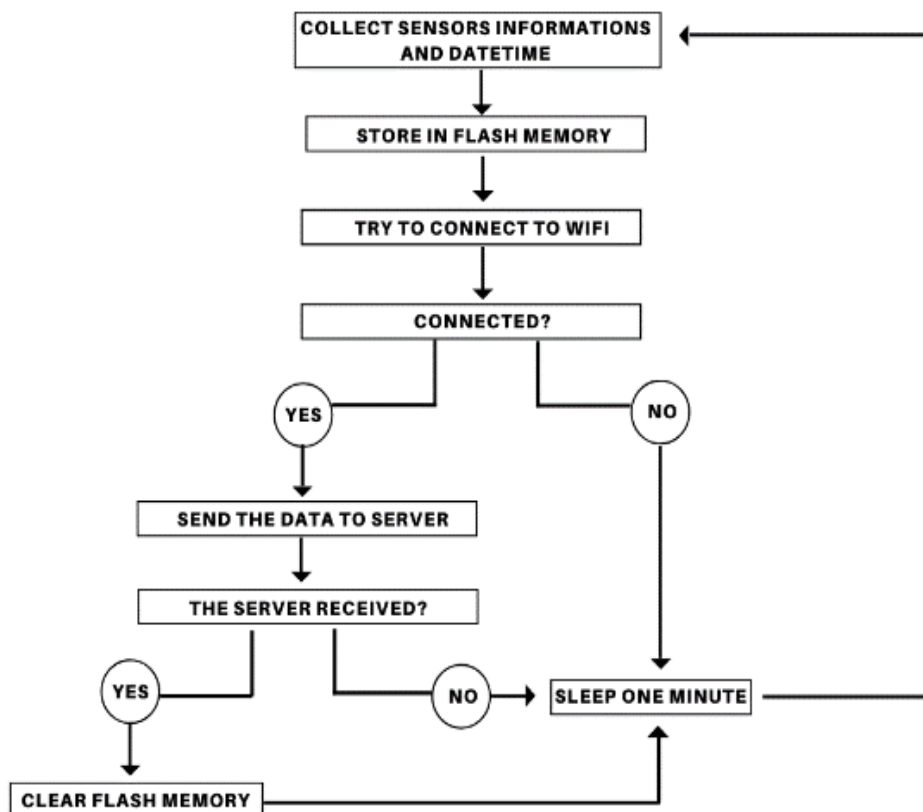 COLLECT SENSORS INFORMATIONS
AND DATETIME
STORE IN FLASH MEMORY
TRY TO CONNECT TO WIFI
CONNECTED?
YES
NO
SEND THE DATA TO SERVER
THE SERVER RECEIVED?
YES
NO
SLEEP ONE MINUTE
CLEAR FLASH MEMORY